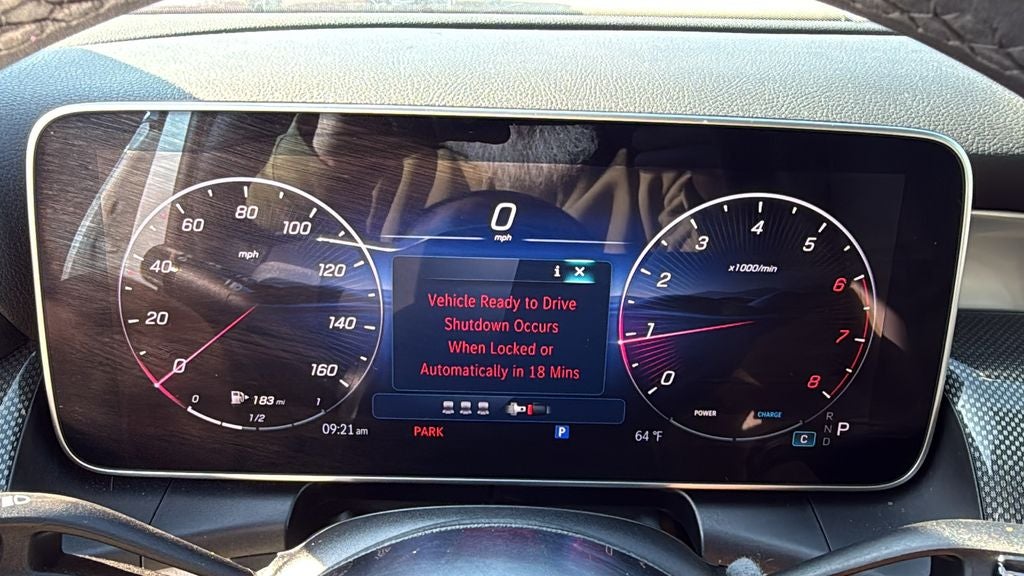 0
mph
80
60
100
mph
40
120
20
140
0
160
183 mi
0
1
1/2
i ×
Vehicle Ready to Drive
Shutdown Occurs
When Locked or
Automatically in 18 Mins
4
3
5
x1000/min
2
6
1
7
0
8
POWER
CHARGE
09:21 am
PARK
P
64 °F
C
R
N
D
P